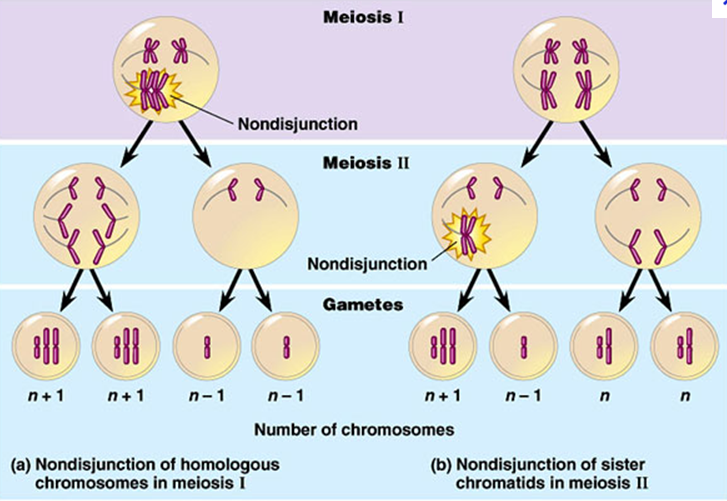 Meiosis I
Nondisjunction
Meiosis II
Nondisjunction
Gametes
n + 1
n + 1
n – 1
n – 1
n + 1
n – 1
n
n
Number of chromosomes
(a) Nondisjunction of homologous
chromosomes in meiosis I
(b) Nondisjunction of sister
chromatids in meiosis II